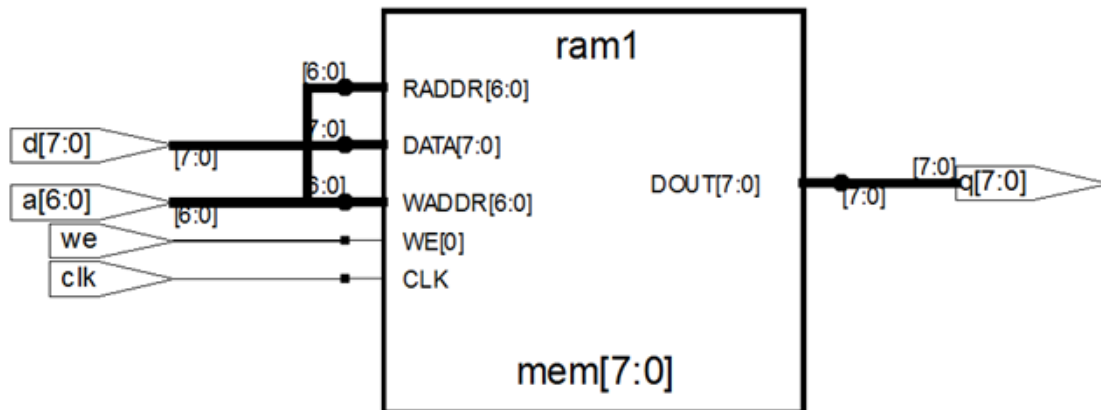 ram1
[6:0]
RADDR[6:0]
d[7:0]
[7:0]
7:0]
DATA[7:0]
a[6:0]
[6:0]
6:0]
WADDR[6:0]
we
WE[0]
clk
CLK
DOUT[7:0]
[7:0]
[7:0]
q[7:0]
mem[7:0]